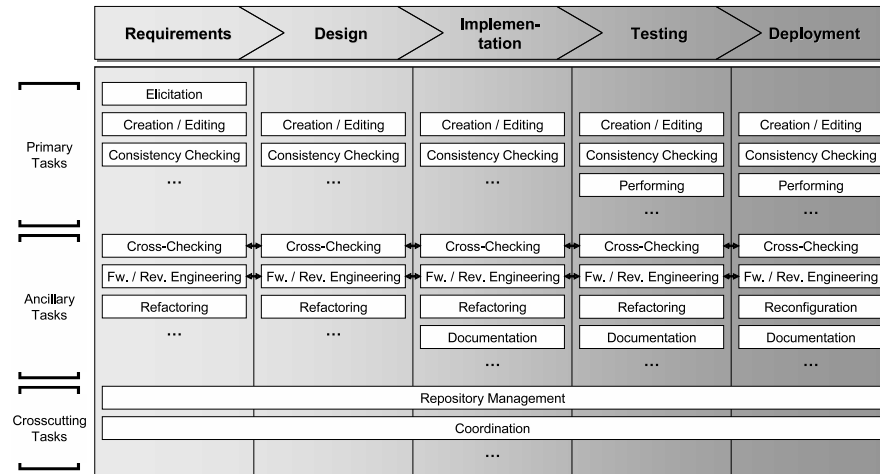 Requirements Design Implemen-
tation Testing Deployment
Elicitation
Creation / Editing Creation / Editing Creation / Editing Creation / Editing Creation / Editing
Primary
Tasks
Consistency Checking Consistency Checking Consistency Checking Consistency Checking Consistency Checking
... ... ... Performing Performing
... ...
Cross-Checking Cross-Checking Cross-Checking Cross-Checking Cross-Checking
Fw. / Rev. Engineering Fw. / Rev. Engineering Fw. / Rev. Engineering Fw. / Rev. Engineering Fw. / Rev. Engineering
Ancillary
Tasks
Refactoring Refactoring Refactoring Refactoring Reconfiguration
... ... Documentation Documentation Documentation
... ... ...
Repository Management
Crosscutting
Tasks
Coordination
...